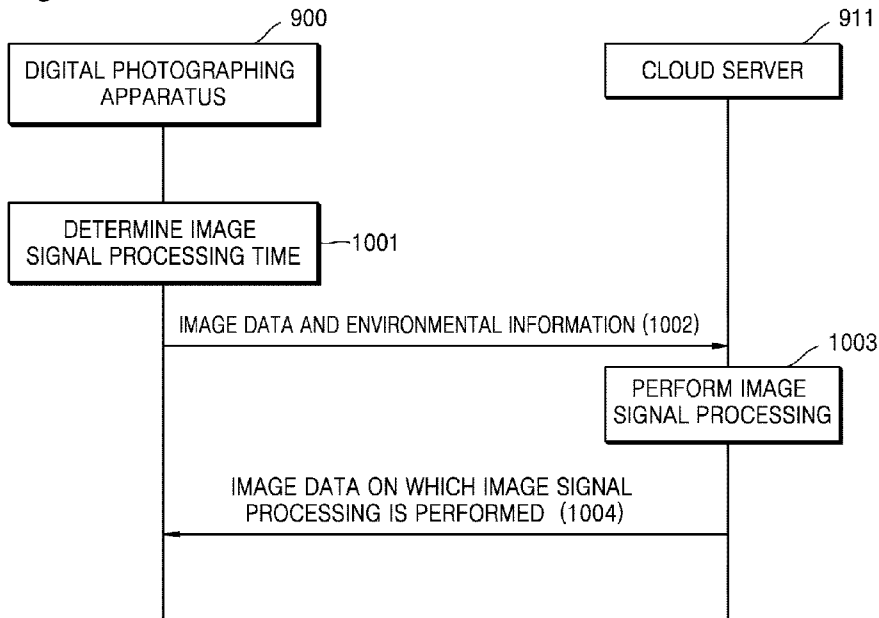 900
911
DIGITAL PHOTOGRAPHING
APPARATUS
CLOUD SERVER
DETERMINE IMAGE
SIGNAL PROCESSING TIME
1001
IMAGE DATA AND ENVIRONMENTAL INFORMATION (1002)
1003
PERFORM IMAGE
SIGNAL PROCESSING
IMAGE DATA ON WHICH IMAGE SIGNAL
PROCESSING IS PERFORMED (1004)